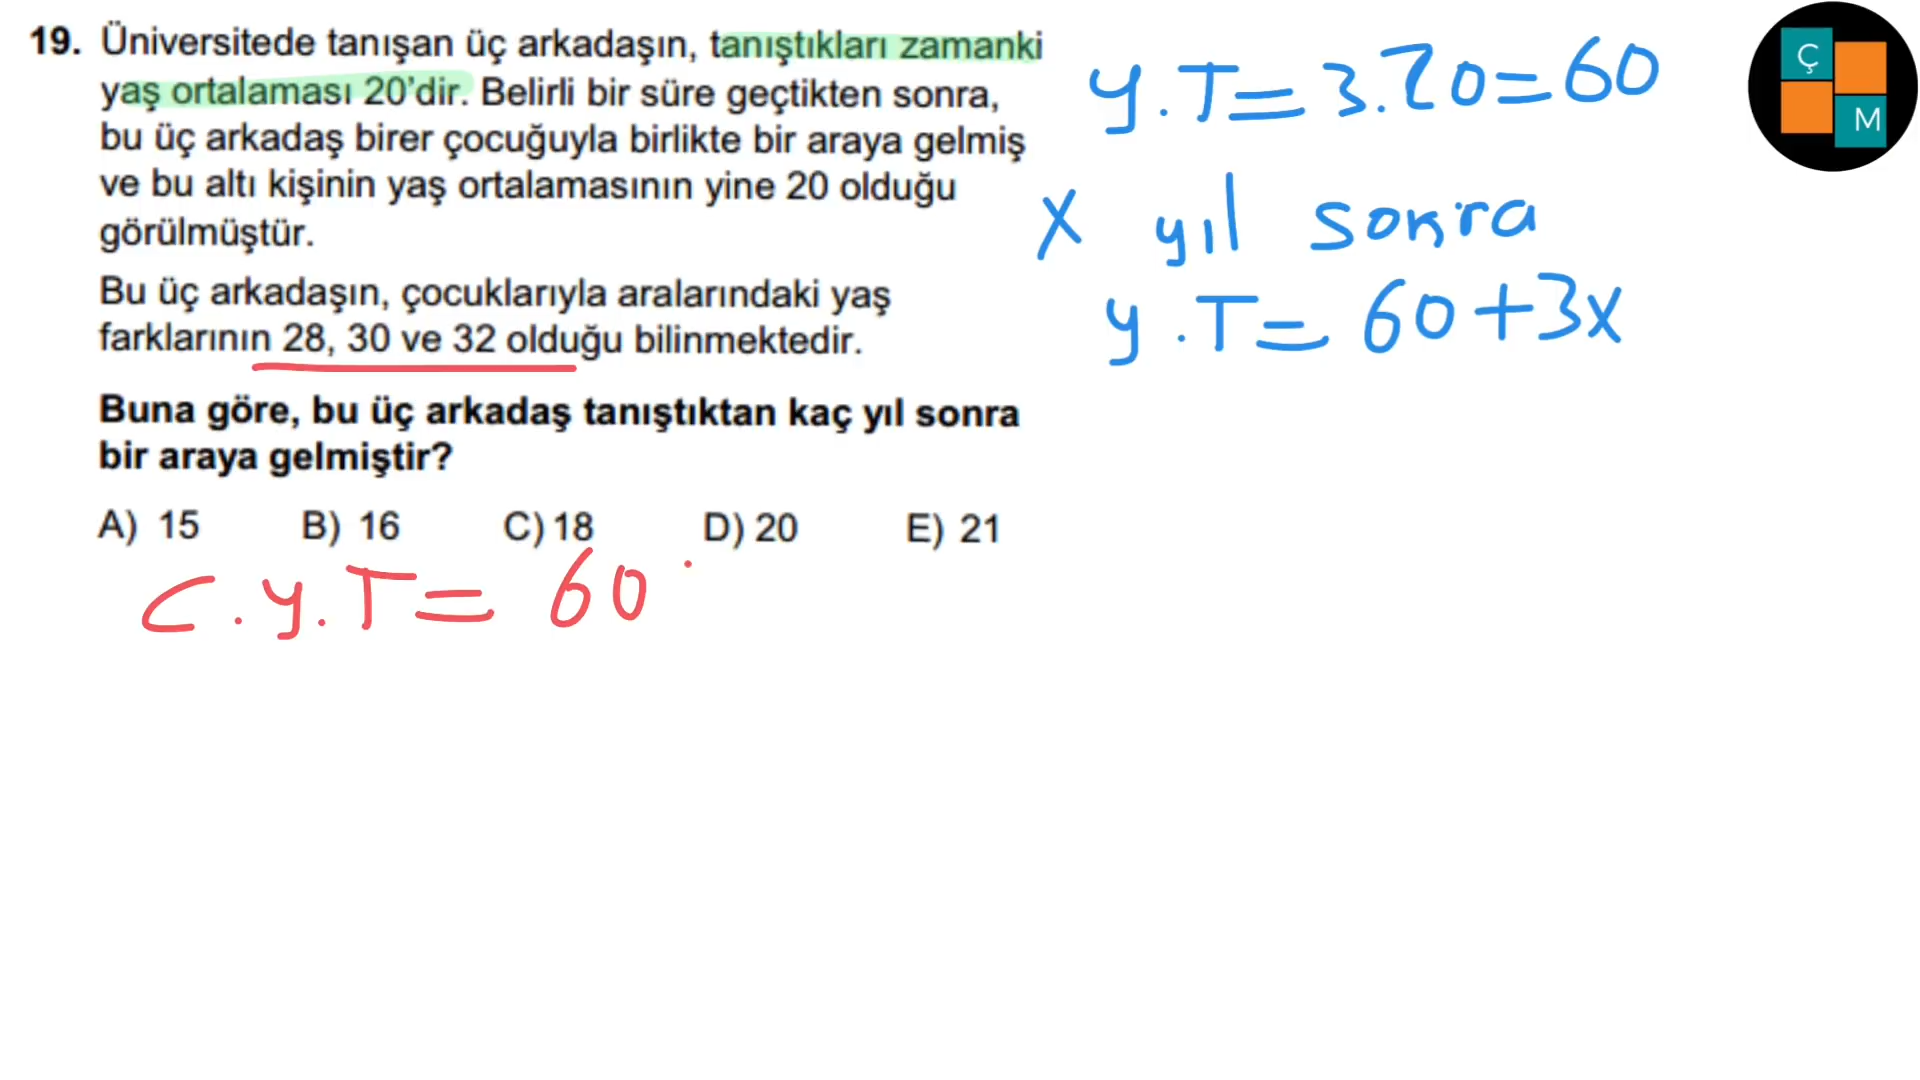 19. Üniversitede tanışan üç arkadaşın, tanıştıkları zamanki
yaş ortalaması 20'dir. Belirli bir süre geçtikten sonra,
bu üç arkadaş birer çocuğuyla birlikte bir araya gelmiş
ve bu altı kişinin yaş ortalamasının yine 20 olduğu
görülmüştür.
Bu üç arkadaşın, çocuklarıyla aralarındaki yaş
farklarının 28, 30 ve 32 olduğu bilinmektedir.
Buna göre, bu üç arkadaş tanıştıktan kaç yıl sonra
bir araya gelmiştir?
A) 15 B) 16 C) 18 D) 20 E) 21
C.y.T= 60
y.T= 3.20=60
x yıl sonra
y.T= 60+3x
Ç
M